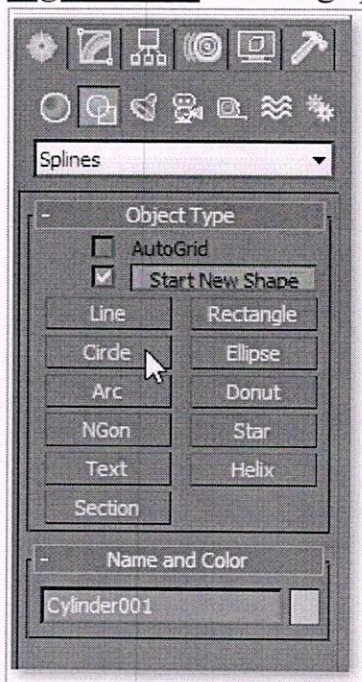 Splines
- Object Type
AutoGrid
Start New Shape
Line Rectangle
Circle Ellipse
Arc Donut
NGon Star
Text Helix
Section
- Name and Color
Cylinder001